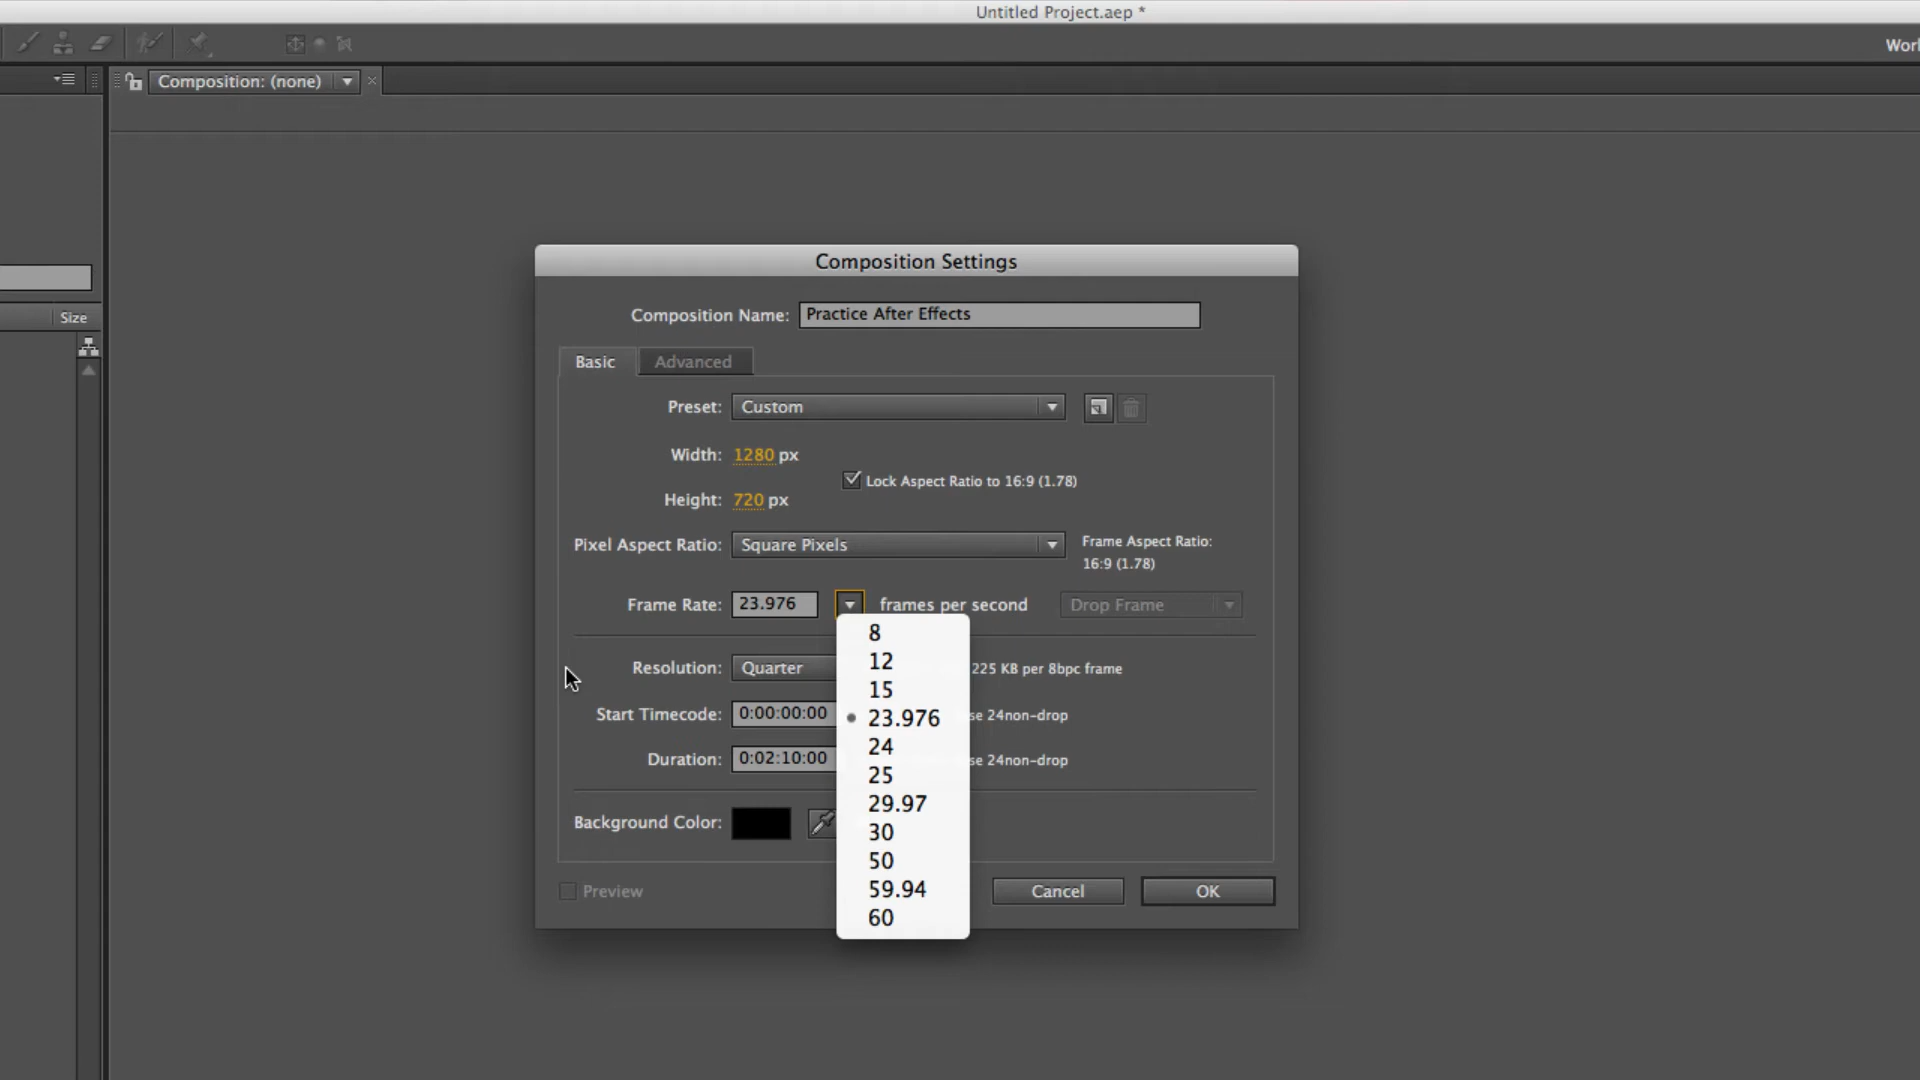 Untitled Project.aep *
Composition: (none)
Size
Composition Settings
Composition Name: Practice After Effects
Basic Advanced
Preset: Custom
Width: 1280 px
Lock Aspect Ratio to 16:9 (1.78)
Height: 720 px
Pixel Aspect Ratio: Square Pixels
Frame Aspect Ratio:
16:9 (1.78)
Frame Rate: 23.976 frames per second Drop Frame
8
12
15
23.976
24
25
29.97
30
50
59.94
60
Resolution: Quarter 225 KB per 8bpc frame
Start Timecode: 0:00:00:00 24non-drop
Duration: 0:02:10:00 24non-drop
Background Color:
Preview Cancel OK